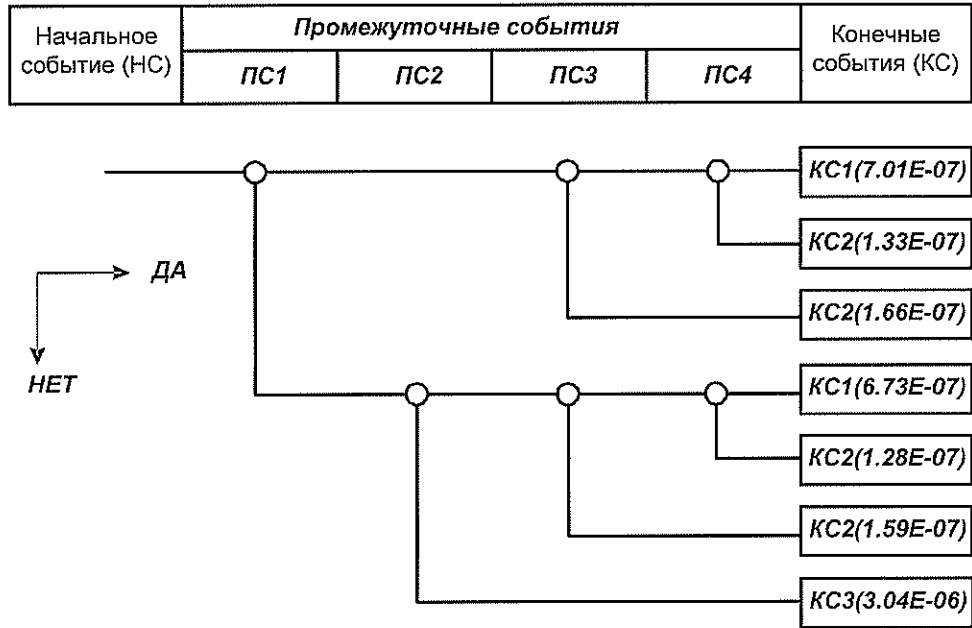 Начальное
событие (НС)
Промежуточные события
ПС1
ПС2
ПС3
ПС4
Конечные
события (КС)
КС1(7.01E-07)
КС2(1.33E-07)
ДА
КС2(1.66E-07)
НЕТ
КС1(6.73E-07)
КС2(1.28E-07)
КС2(1.59E-07)
КС3(3.04E-06)